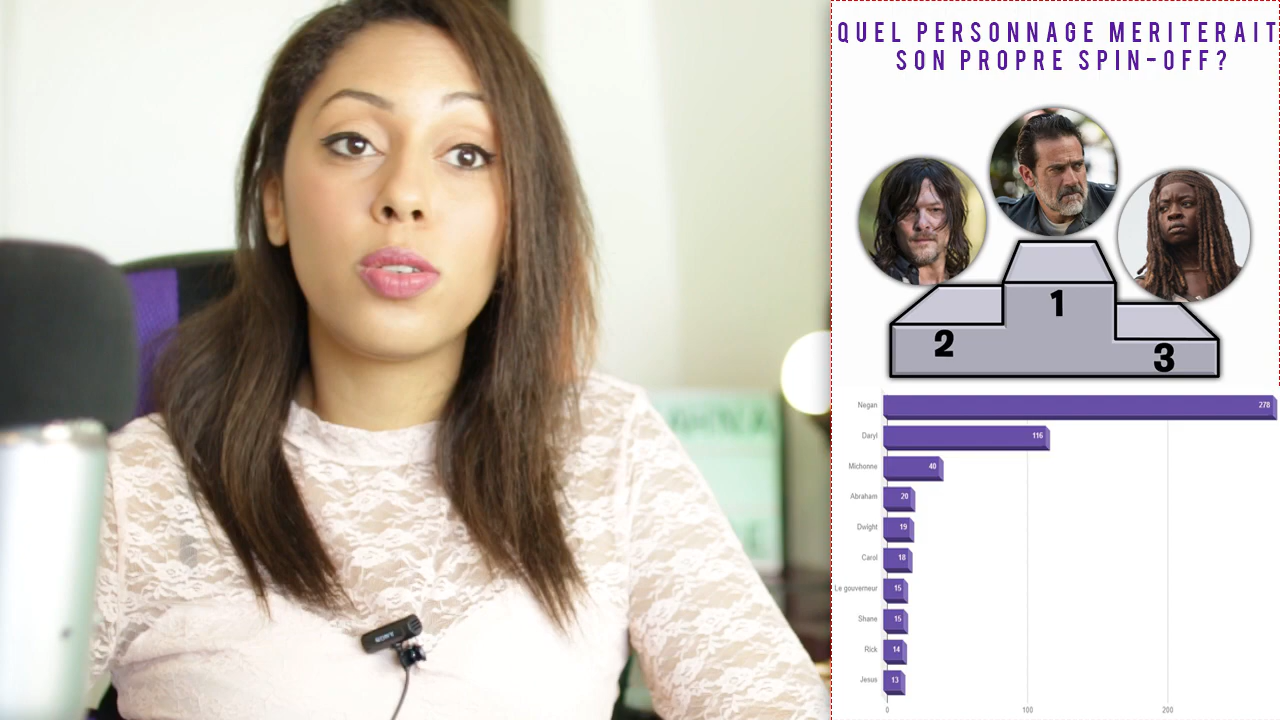 QUEL PERSONNAGE MERITERAIT
SON PROPRE SPIN-OFF?
1
2
3
Negan 278
Daryl 116
Michonne 40
Abraham 20
Dwight 19
Carol 18
Le gouverneur 15
Shane 15
Rick 14
Jesus 13
0 100 200
SONY